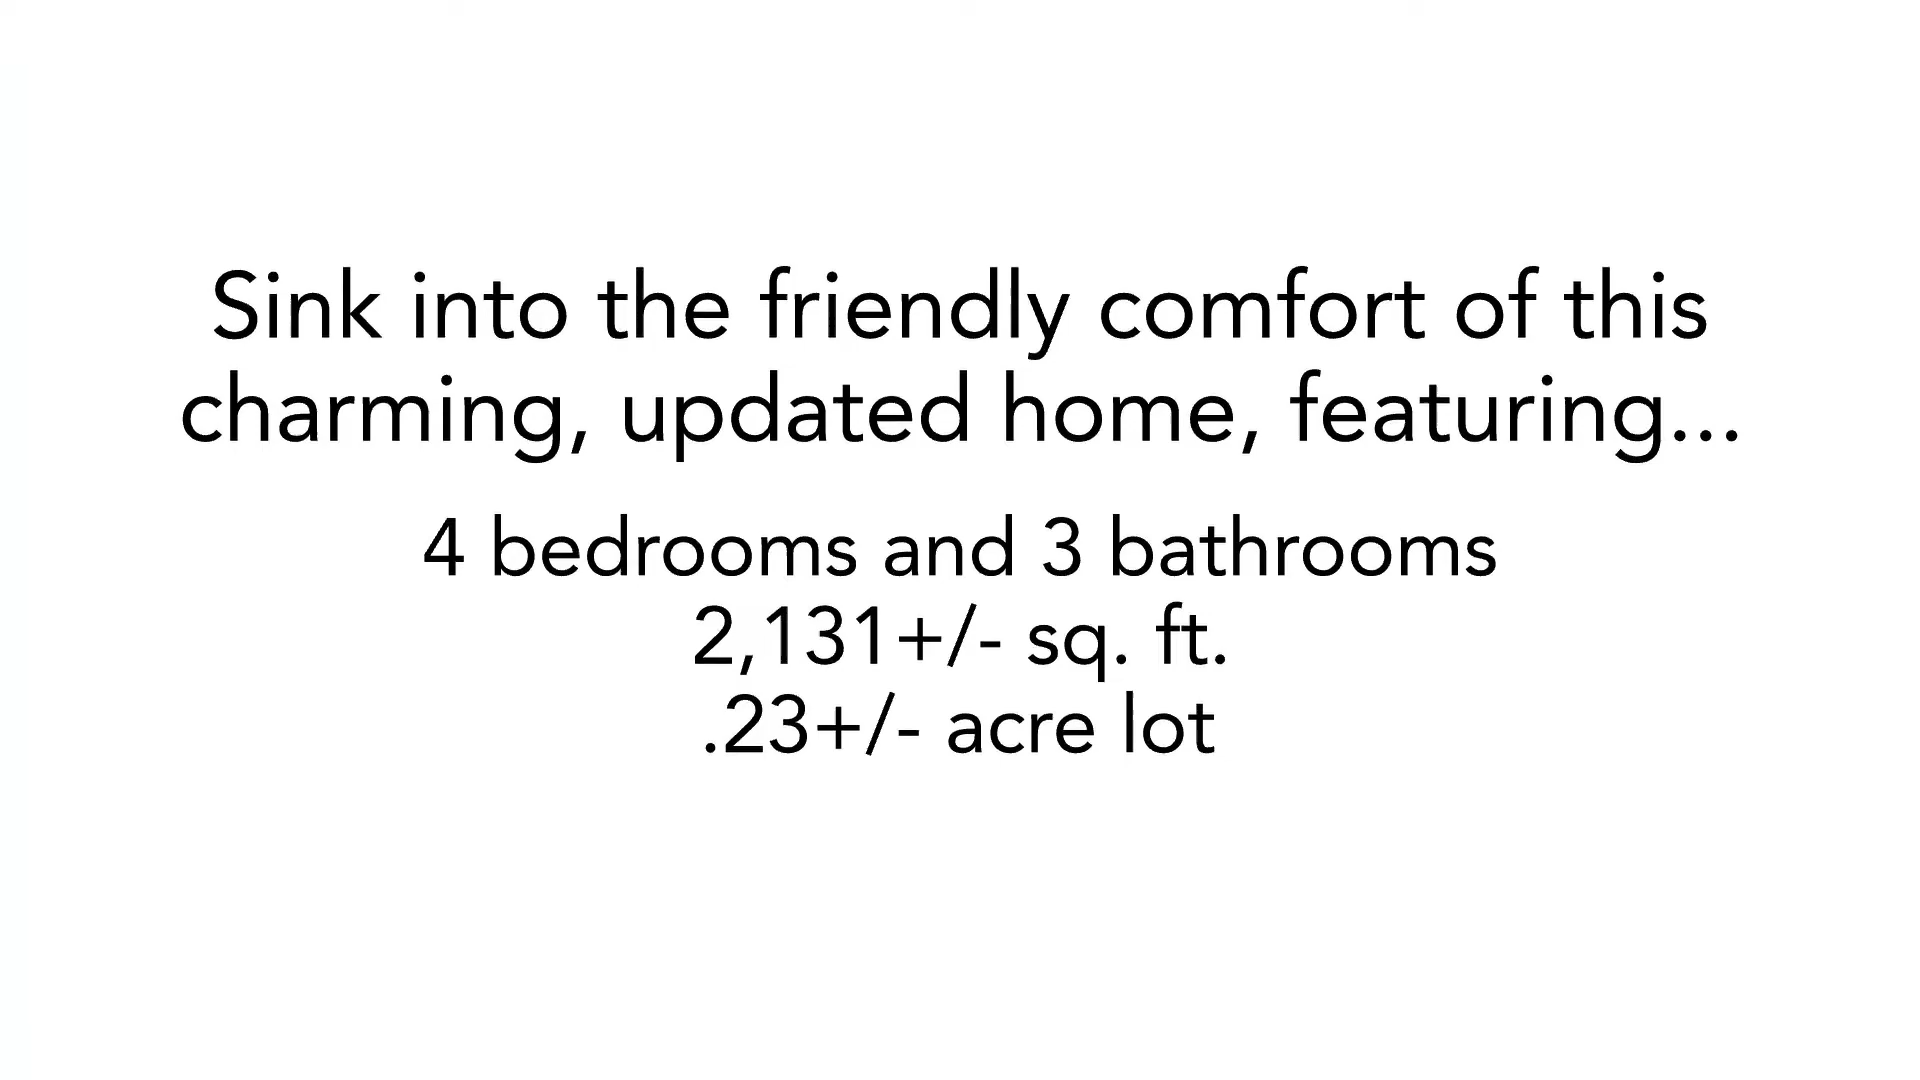 Sink into the friendly comfort of this
charming, updated home, featuring...
4 bedrooms and 3 bathrooms
2,131+/- sq. ft.
.23+/- acre lot